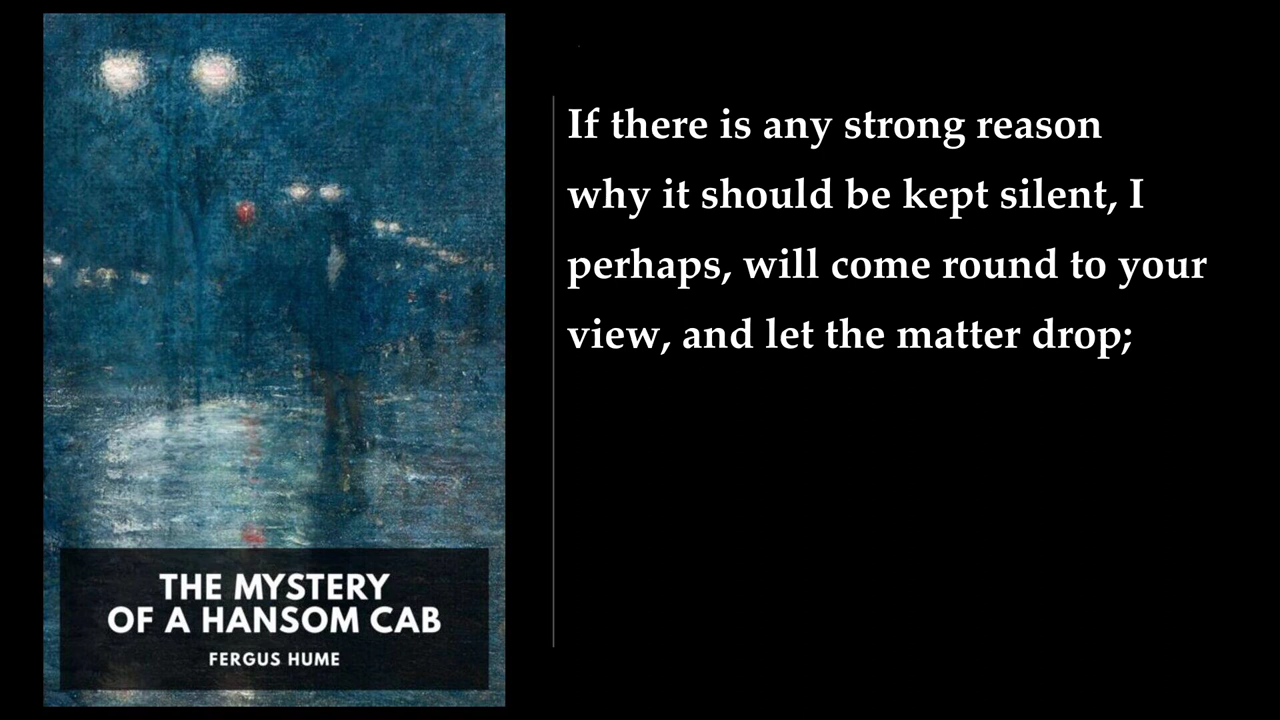 THE MYSTERY
OF A HANSOM CAB
FERGUS HUME
If there is any strong reason
why it should be kept silent, I
perhaps, will come round to your
view, and let the matter drop;